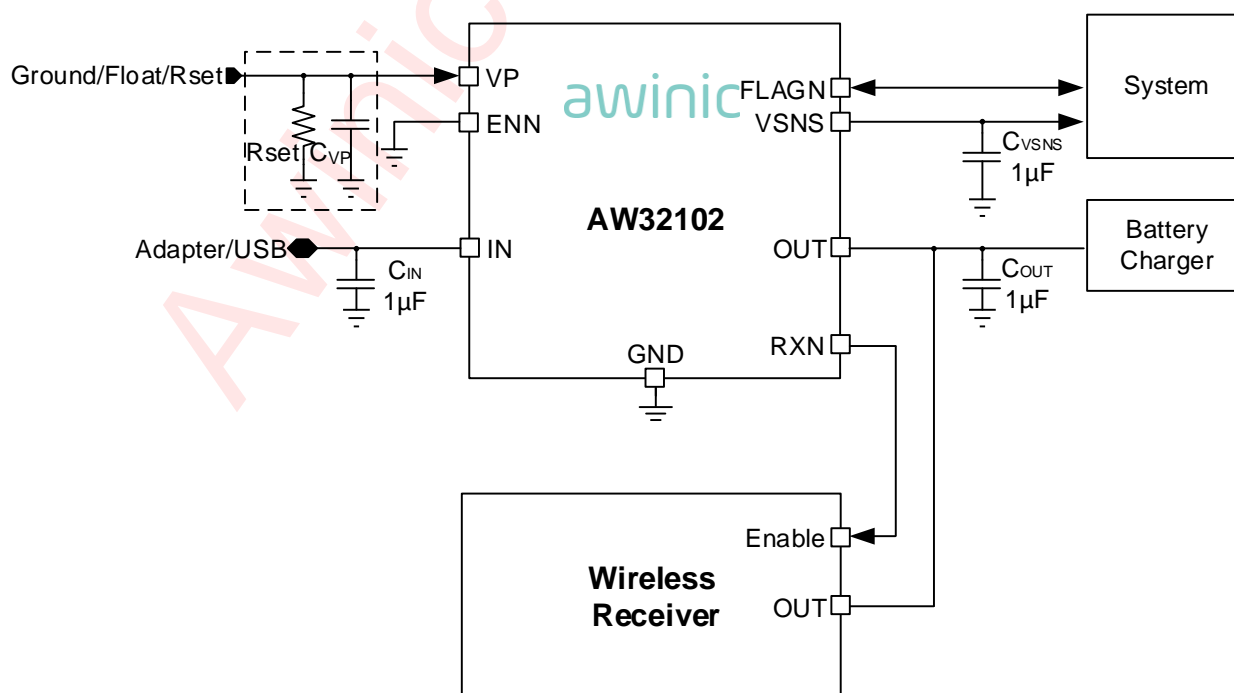 Ground/Float/Rset
VP
ENN
Rset CVP
awinic
FLAGN
VSNS
System
CVSNS
1µF
AW32102
Adapter/USB
IN
CIN
1µF
OUT
Battery
Charger
COUT
1µF
RXN
GND
Enable
Wireless
Receiver
OUT
Awinic